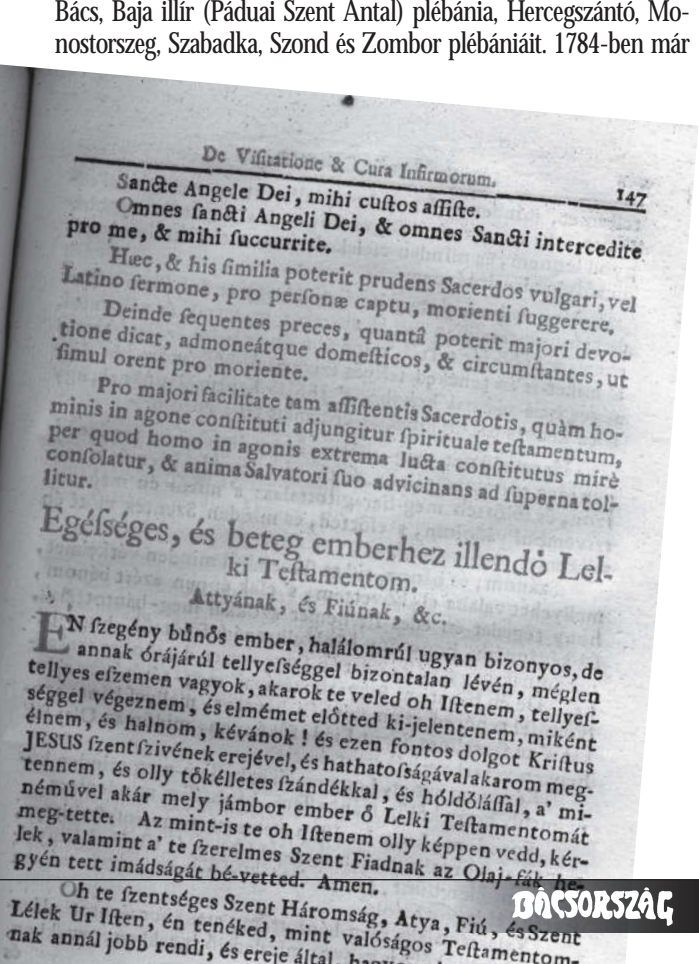 Bács, Baja illír (Páduai Szent Antal) plébánia, Hercegszántó, Mo-
nostorszeg, Szabadka, Szond és Zombor plébániáit. 1784-ben már
De Viſitatione & Cura Infirmorum. 147
Sancte Angele Dei, mihi cuſtos aſſiſte.
Omnes ſancti Angeli Dei, & omnes Sancti intercedite
pro me, & mihi ſuccurrite.
Hæc, & his ſimilia poterit prudens Sacerdos vulgari, vel
Latino ſermone, pro perſonæ captu, morienti ſuggerere.
Deinde ſequentes preces, quantâ poterit majori devo-
tione dicat, admoneátque domeſticos, & circumſtantes, ut
ſimul orent pro moriente.
Pro majori facilitate tam aſſiſtentis Sacerdotis, quàm ho-
minis in agone conſtituti adjungitur ſpirituale teſtamentum,
per quod homo in agonis extrema lucta conſtitutus mirè
conſolatur, & anima Salvatori ſuo advicinans ad ſuperna tol-
litur.
Egéſséges, és beteg emberhez illendő Lel-
ki Teſtamentom.
Attyának, és Fiúnak, &c.
EN ſzegény bűnős ember, halálomrúl ugyan bizonyos, de
annak órájárúl tellyeſséggel bizontalan lévén, méglen
tellyes eſzemen vagyok, akarok te veled oh Iſtenem, tellyeſ-
séggel végeznem, és elmémet előtted ki-jelentenem, miként
élnem, és halnom, kévánok ! és ezen fontos dolgot Kriſtus
JESUS ſzent ſzivének erejével, és hathatoſságával akarom meg-
tennem, és olly tőkélletes ſzándékkal, és hóldőláſſal, a' mi-
néművel akár mely jámbor ember ő Lelki Teſtamentomát
meg-tette. Az mint-is te oh Iſtenem olly képpen vedd, kér-
lek, valamint a' te ſzerelmes Szent Fiadnak az Olaj-fák he-
gyén tett imádságát bé-vetted. Amen.
Oh te ſzentséges Szent Háromság, Atya, Fiú, és Szent
Lélek Ur Iſten, én tenéked, mint valóságos Teſtamentom-
nak annál jobb rendi, és ereje által,
BÁCSORSZÁG